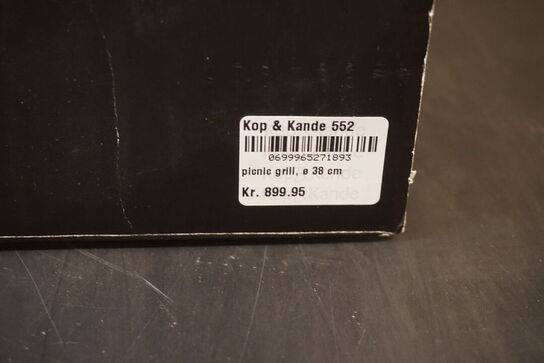 Kop & Kande 552
0699965271893
picnic grill, ø 38 cm
Kr. 899.95